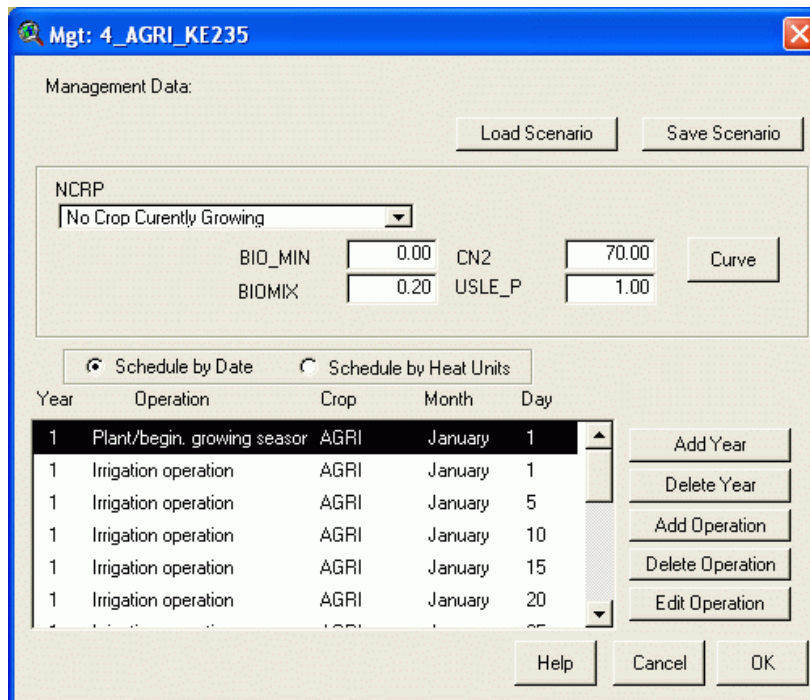 Mgt: 4_AGRI_KE235
Management Data:
Load Scenario Save Scenario
NCRP
No Crop Curently Growing
BIO_MIN 0.00 CN2 70.00 Curve
BIOMIX 0.20 USLE_P 1.00
Schedule by Date Schedule by Heat Units
Year Operation Crop Month Day
1 Plant/begin. growing seasor AGRI January 1
1 Irrigation operation AGRI January 1
1 Irrigation operation AGRI January 5
1 Irrigation operation AGRI January 10
1 Irrigation operation AGRI January 15
1 Irrigation operation AGRI January 20
Add Year
Delete Year
Add Operation
Delete Operation
Edit Operation
Help Cancel OK